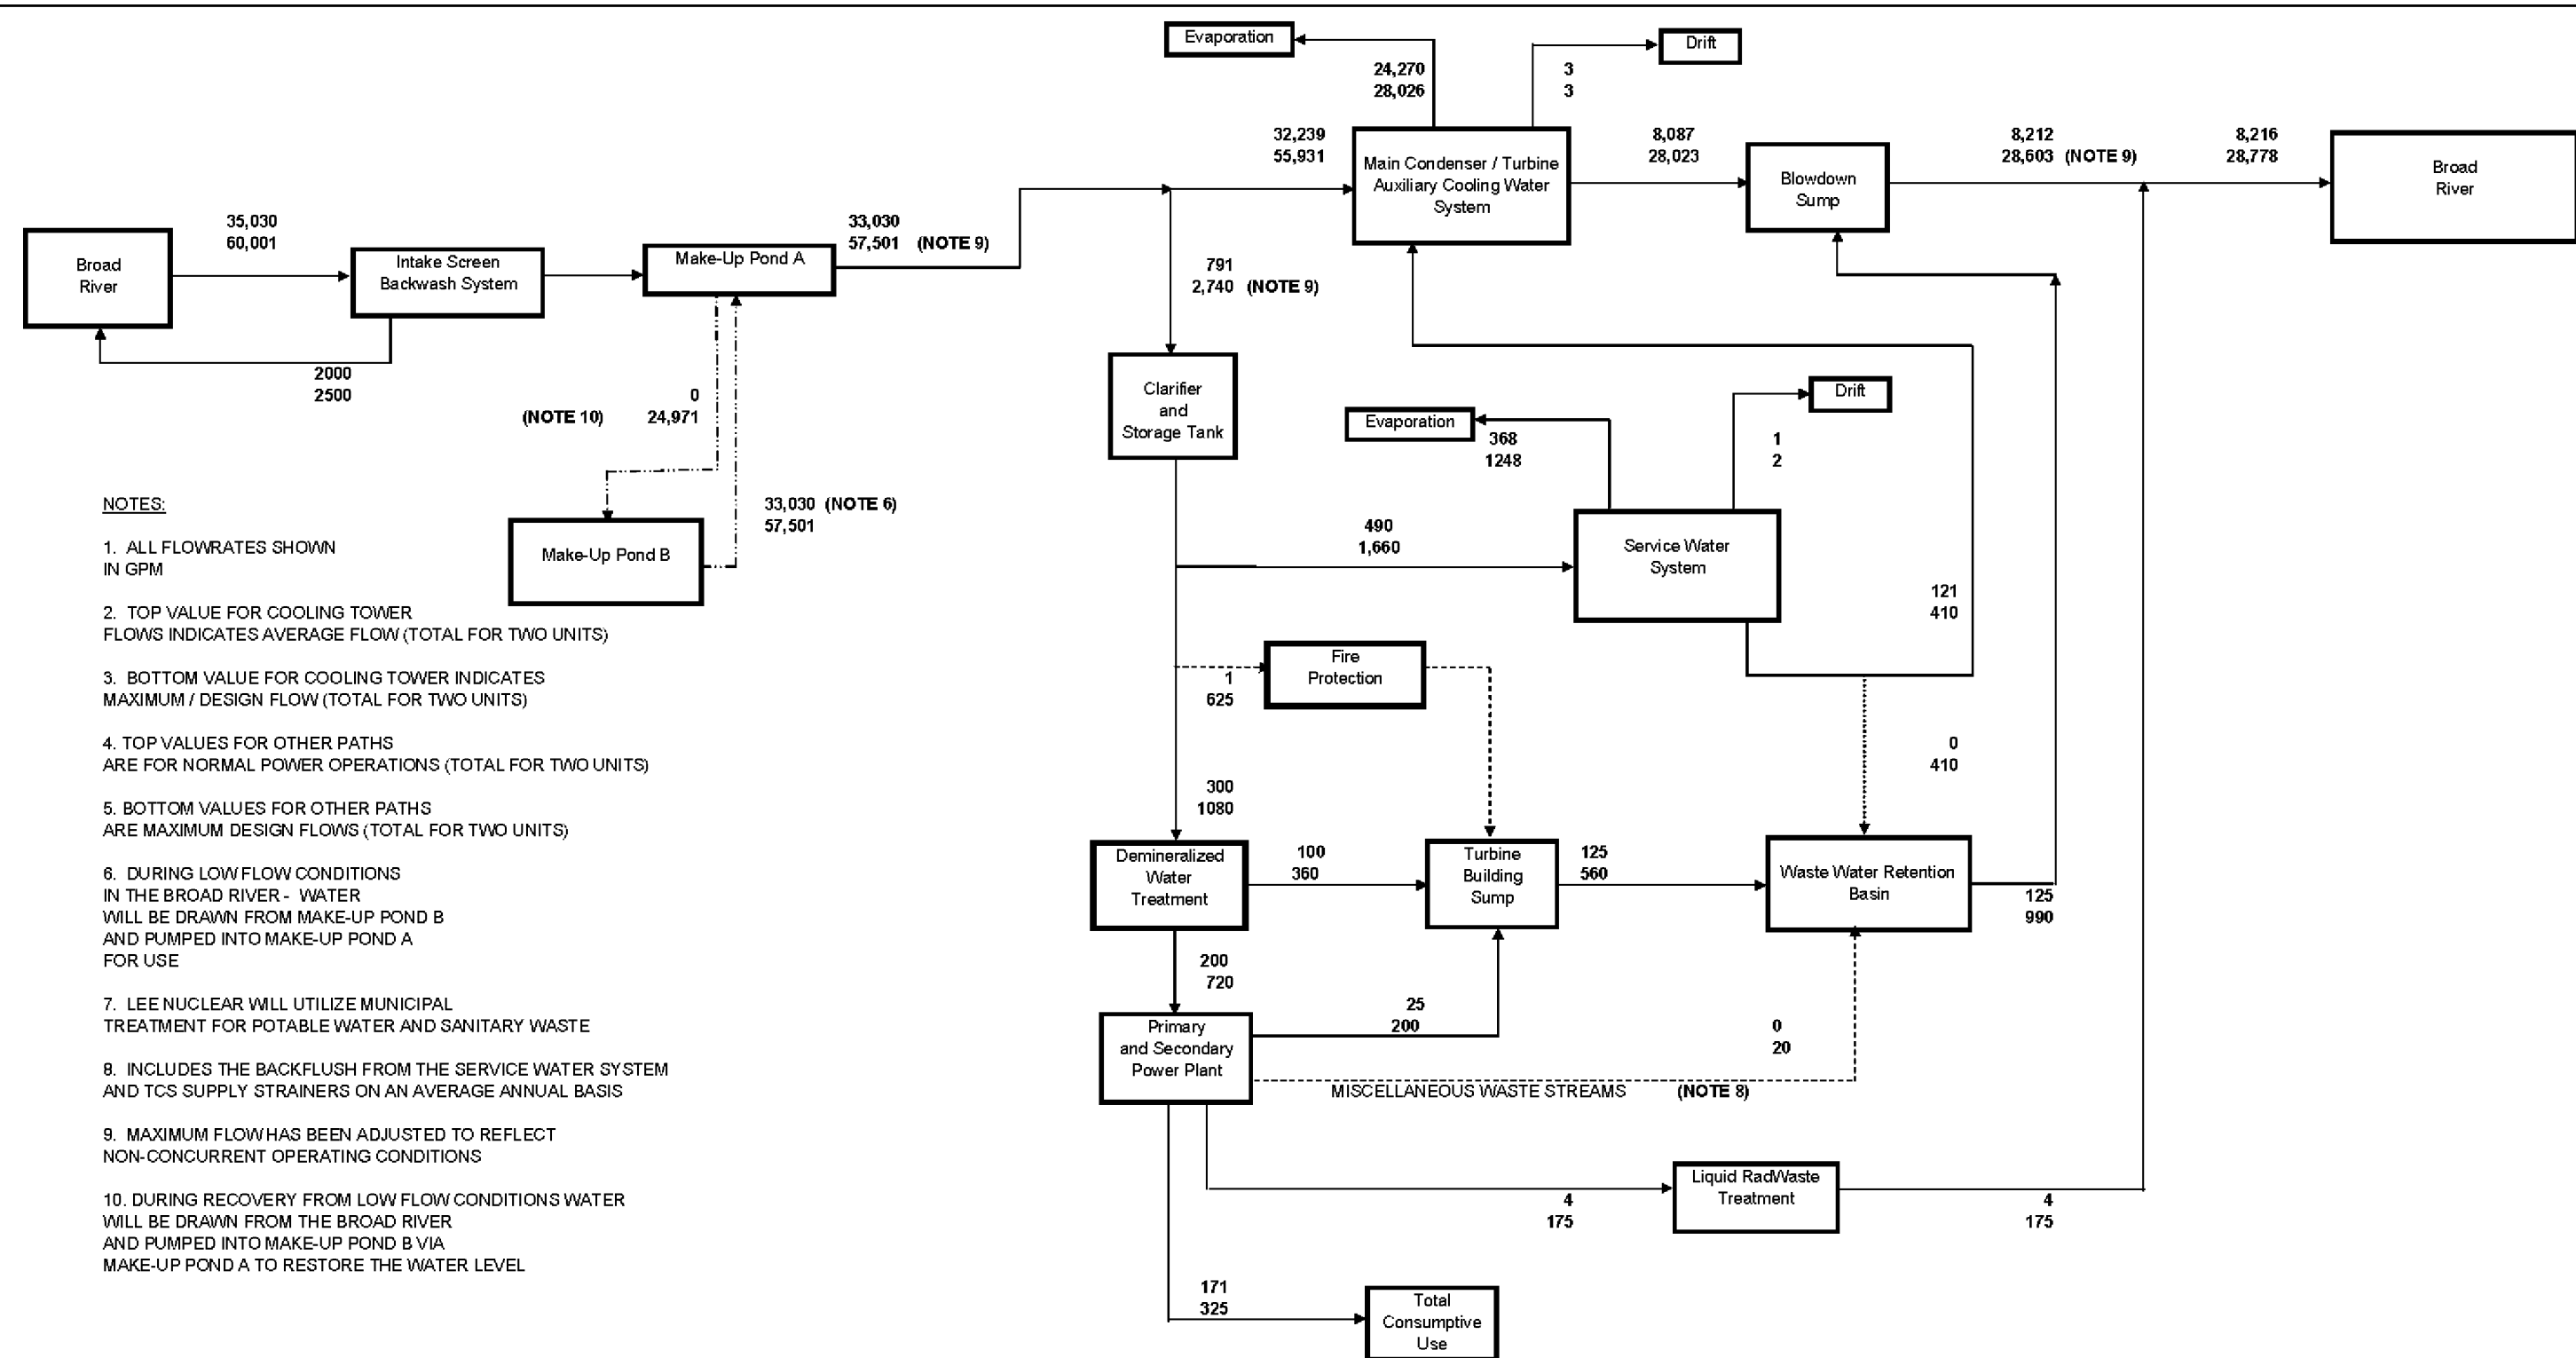 Evaporation
Drift
24,270
28,026
3
3
32,239
55,931
Main Condenser / Turbine
Auxiliary Cooling Water
System
8,087
28,023
Blowdown
Sump
8,212
28,603 (NOTE 9)
8,216
28,778
Broad
River
Broad
River
35,030
60,001
Intake Screen
Backwash System
Make-Up Pond A
33,030
57,501 (NOTE 9)
2000
2500
(NOTE 10)
0
24,971
791
2,740 (NOTE 9)
Clarifier
and
Storage Tank
Evaporation
368
1248
Drift
1
2
33,030 (NOTE 6)
57,501
Make-Up Pond B
490
1,660
Service Water
System
121
410
NOTES:
1. ALL FLOWRATES SHOWN
IN GPM
2. TOP VALUE FOR COOLING TOWER
FLOWS INDICATES AVERAGE FLOW (TOTAL FOR TWO UNITS)
3. BOTTOM VALUE FOR COOLING TOWER INDICATES
MAXIMUM / DESIGN FLOW (TOTAL FOR TWO UNITS)
4. TOP VALUES FOR OTHER PATHS
ARE FOR NORMAL POWER OPERATIONS (TOTAL FOR TWO UNITS)
5. BOTTOM VALUES FOR OTHER PATHS
ARE MAXIMUM DESIGN FLOWS (TOTAL FOR TWO UNITS)
6. DURING LOW FLOW CONDITIONS
IN THE BROAD RIVER - WATER
WILL BE DRAWN FROM MAKE-UP POND B
AND PUMPED INTO MAKE-UP POND A
FOR USE
7. LEE NUCLEAR WILL UTILIZE MUNICIPAL
TREATMENT FOR POTABLE WATER AND SANITARY WASTE
8. INCLUDES THE BACKFLUSH FROM THE SERVICE WATER SYSTEM
AND TCS SUPPLY STRAINERS ON AN AVERAGE ANNUAL BASIS
9. MAXIMUM FLOW HAS BEEN ADJUSTED TO REFLECT
NON-CONCURRENT OPERATING CONDITIONS
10. DURING RECOVERY FROM LOW FLOW CONDITIONS WATER
WILL BE DRAWN FROM THE BROAD RIVER
AND PUMPED INTO MAKE-UP POND B VIA
MAKE-UP POND A TO RESTORE THE WATER LEVEL
Fire
Protection
1
625
0
410
300
1080
Demineralized
Water
Treatment
100
360
Turbine
Building
Sump
125
560
Waste Water Retention
Basin
125
990
200
720
Primary
and Secondary
Power Plant
25
200
0
20
MISCELLANEOUS WASTE STREAMS (NOTE 8)
4
175
Liquid RadWaste
Treatment
4
175
171
325
Total
Consumptive
Use